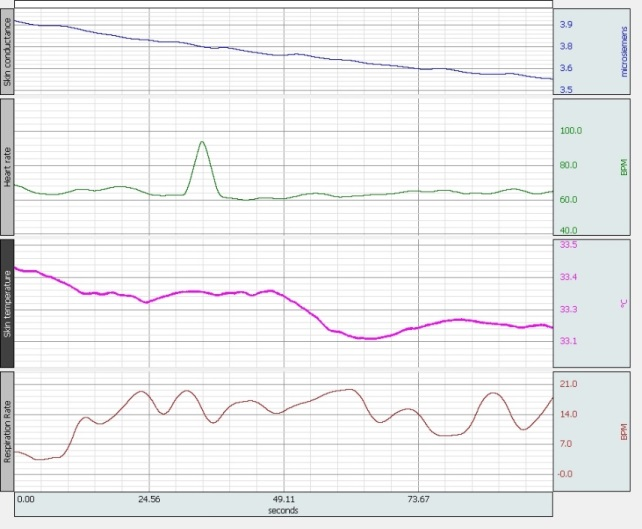 Skin conductance
3.9
3.8
3.6
3.5
microsiemens
Heart rate
100.0
80.0
60.0
40.0
BPM
Skin temperature
33.5
33.4
33.3
33.1
°C
Respiration Rate
21.0
14.0
7.0
-0.0
BPM
0.00 24.56 49.11 73.67
seconds